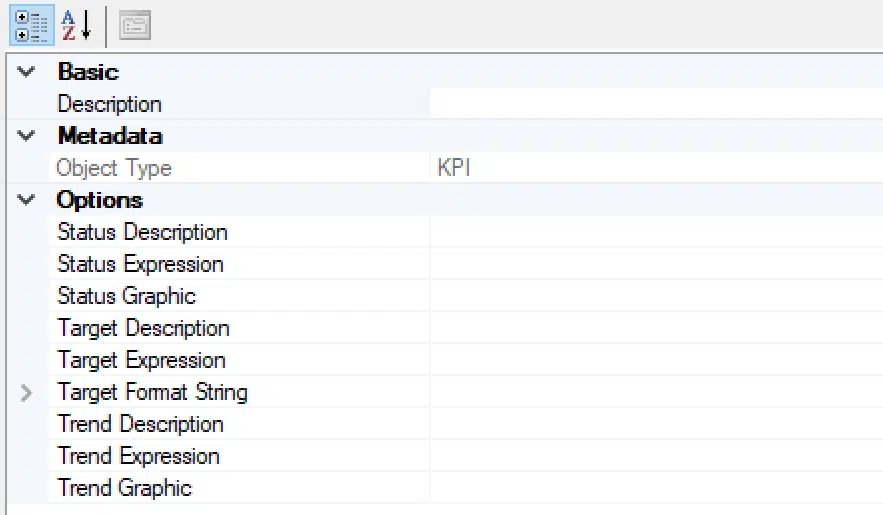 A
Z
Basic
Description
Metadata
Object Type KPI
Options
Status Description
Status Expression
Status Graphic
Target Description
Target Expression
Target Format String
Trend Description
Trend Expression
Trend Graphic